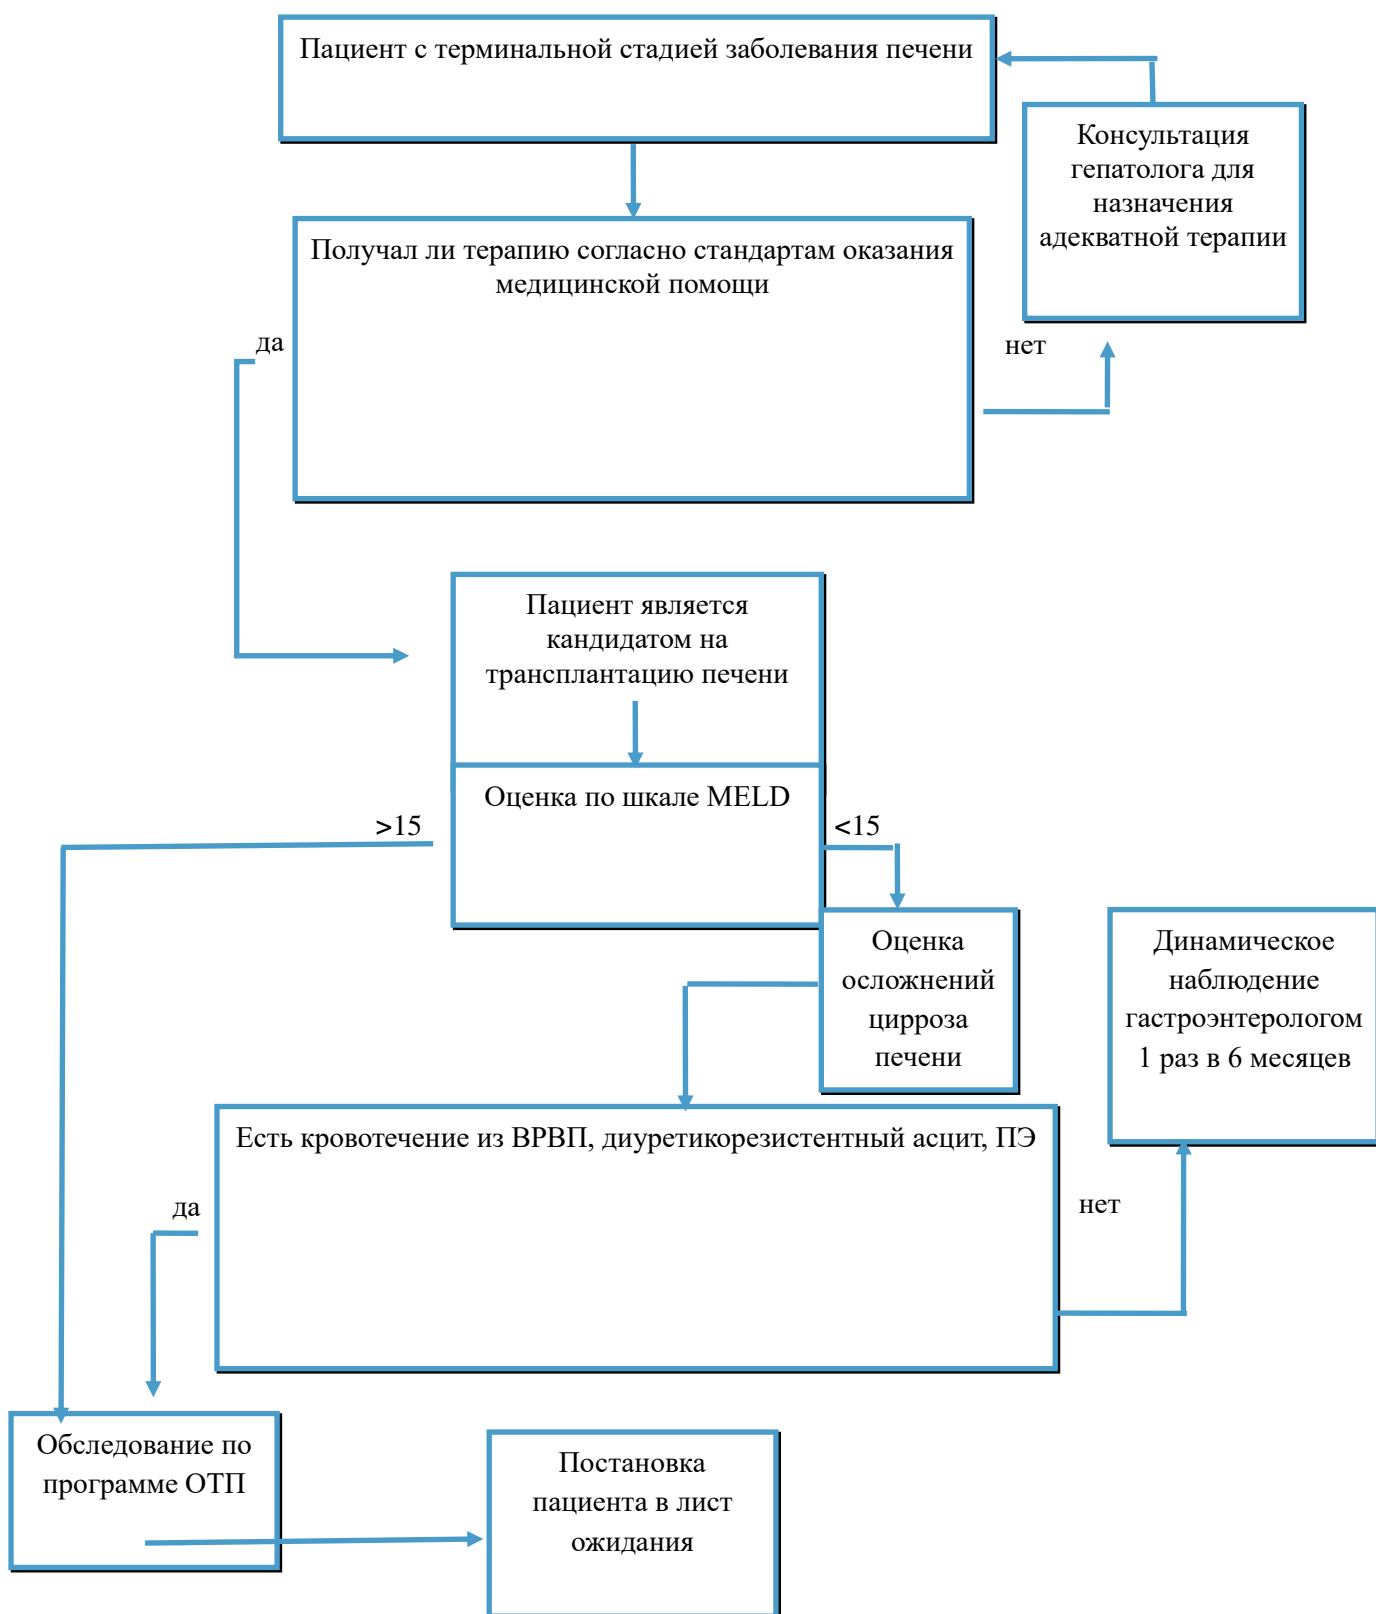 Пациент с терминальной стадией заболевания печени
Консультация
гепатолога для
назначения
адекватной терапии
Получал ли терапию согласно стандартам оказания
медицинской помощи
да
нет
Пациент является
кандидатом на
трансплантацию печени
Оценка по шкале MELD
>15
<15
Оценка
осложнений
цирроза
печени
Динамическое
наблюдение
гастроэнтерологом
1 раз в 6 месяцев
Есть кровотечение из ВРВП, диуретикорезистентный асцит, ПЭ
да
нет
Обследование по
программе ОТП
Постановка
пациента в лист
ожидания